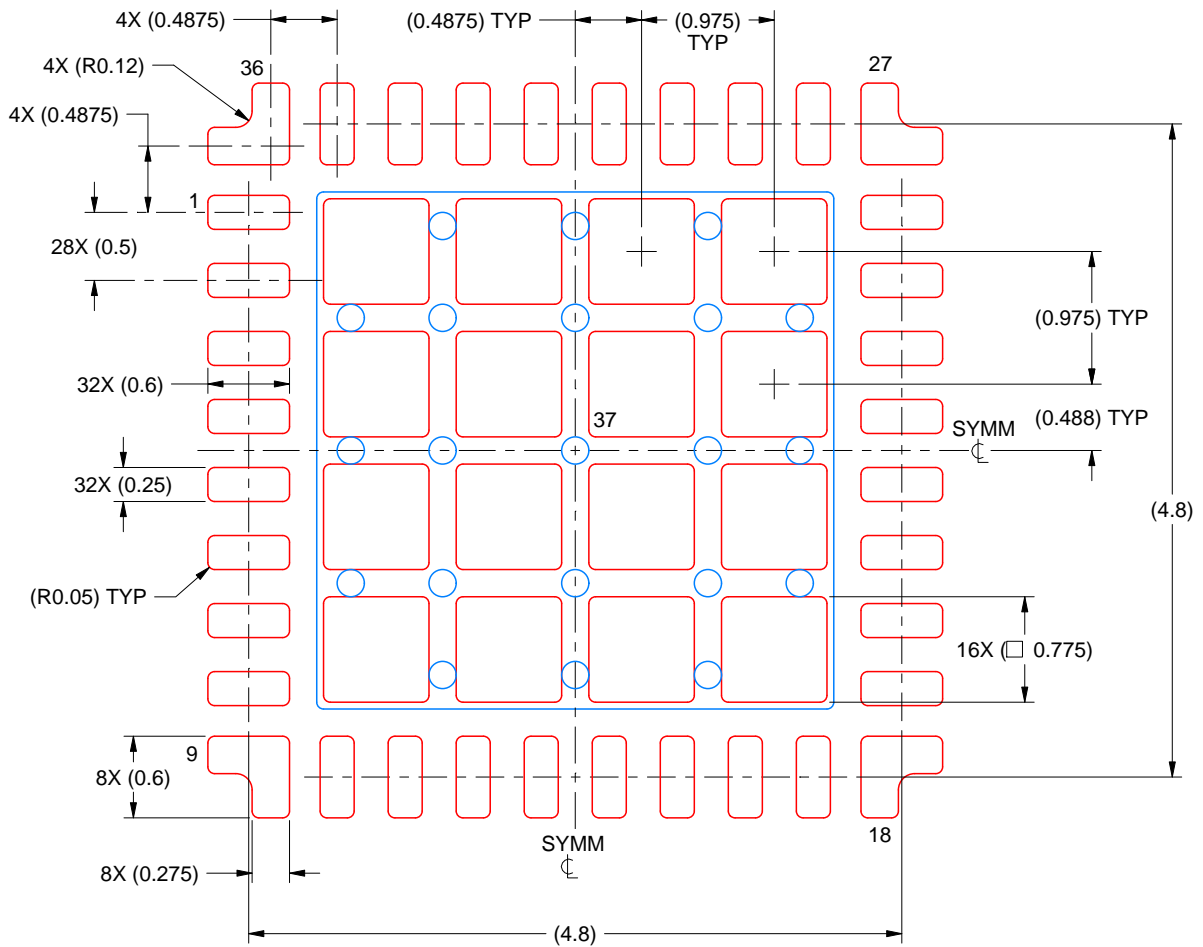 4X (0.4875)
(0.4875) TYP
(0.975)
TYP
4X (R0.12)
36
27
4X (0.4875)
1
28X (0.5)
(0.975) TYP
32X (0.6)
37
(0.488) TYP
SYMM
℄
32X (0.25)
(4.8)
(R0.05) TYP
16X (□ 0.775)
9
8X (0.6)
18
SYMM
℄
8X (0.275)
(4.8)